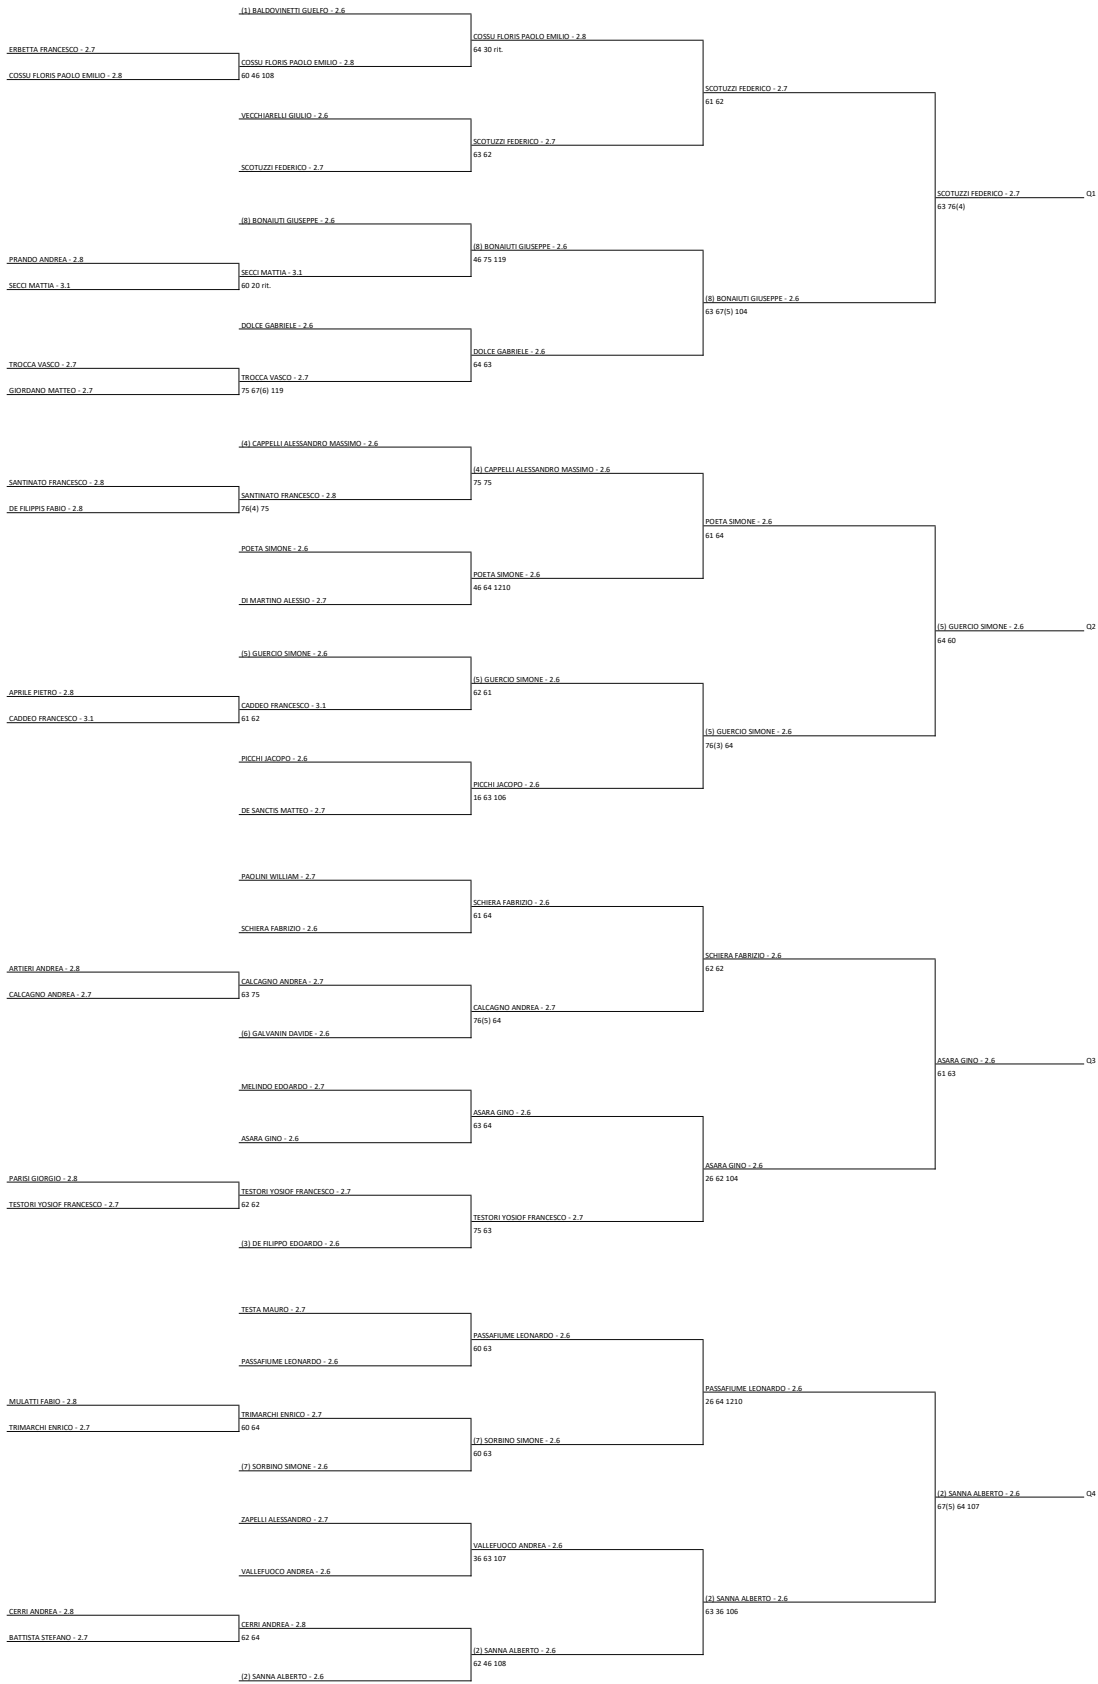 (1) BALDOVINETTI GUELFO - 2.6
COSSU FLORIS PAOLO EMILIO - 2.8
ERBETTA FRANCESCO - 2.7
64 30 rit.
COSSU FLORIS PAOLO EMILIO - 2.8
COSSU FLORIS PAOLO EMILIO - 2.8
60 46 108
SCOTUZZI FEDERICO - 2.7
61 62
VECCHIARELLI GIULIO - 2.6
SCOTUZZI FEDERICO - 2.7
63 62
SCOTUZZI FEDERICO - 2.7
SCOTUZZI FEDERICO - 2.7
Q1
63 76(4)
(8) BONAIUTI GIUSEPPE - 2.6
(8) BONAIUTI GIUSEPPE - 2.6
46 75 119
PRANDO ANDREA - 2.8
SECCI MATTIA - 3.1
SECCI MATTIA - 3.1
60 20 rit.
(8) BONAIUTI GIUSEPPE - 2.6
63 67(5) 104
DOLCE GABRIELE - 2.6
DOLCE GABRIELE - 2.6
TROCCA VASCO - 2.7
64 63
TROCCA VASCO - 2.7
GIORDANO MATTEO - 2.7
75 67(6) 119
(4) CAPPELLI ALESSANDRO MASSIMO - 2.6
(4) CAPPELLI ALESSANDRO MASSIMO - 2.6
SANTINATO FRANCESCO - 2.8
75 75
SANTINATO FRANCESCO - 2.8
DE FILIPPIS FABIO - 2.8
76(4) 75
POETA SIMONE - 2.6
61 64
POETA SIMONE - 2.6
POETA SIMONE - 2.6
46 64 1210
DI MARTINO ALESSIO - 2.7
(5) GUERCIO SIMONE - 2.6
Q2
64 60
(5) GUERCIO SIMONE - 2.6
(5) GUERCIO SIMONE - 2.6
62 61
APRILE PIETRO - 2.8
CADDEO FRANCESCO - 3.1
CADDEO FRANCESCO - 3.1
61 62
(5) GUERCIO SIMONE - 2.6
76(3) 64
PICCHI JACOPO - 2.6
PICCHI JACOPO - 2.6
16 63 106
DE SANCTIS MATTEO - 2.7
PAOLINI WILLIAM - 2.7
SCHIERA FABRIZIO - 2.6
61 64
SCHIERA FABRIZIO - 2.6
SCHIERA FABRIZIO - 2.6
62 62
ARTIERI ANDREA - 2.8
CALCAGNO ANDREA - 2.7
CALCAGNO ANDREA - 2.7
63 75
CALCAGNO ANDREA - 2.7
76(5) 64
(6) GALVANIN DAVIDE - 2.6
ASARA GINO - 2.6
Q3
61 63
MELINDO EDOARDO - 2.7
ASARA GINO - 2.6
63 64
ASARA GINO - 2.6
ASARA GINO - 2.6
26 62 104
PARISI GIORGIO - 2.8
TESTORI YOSIOF FRANCESCO - 2.7
TESTORI YOSIOF FRANCESCO - 2.7
62 62
TESTORI YOSIOF FRANCESCO - 2.7
75 63
(3) DE FILIPPO EDOARDO - 2.6
TESTA MAURO - 2.7
PASSAFIUME LEONARDO - 2.6
60 63
PASSAFIUME LEONARDO - 2.6
PASSAFIUME LEONARDO - 2.6
26 64 1210
MULATTI FABIO - 2.8
TRIMARCHI ENRICO - 2.7
TRIMARCHI ENRICO - 2.7
60 64
(7) SORBINO SIMONE - 2.6
60 63
(7) SORBINO SIMONE - 2.6
(2) SANNA ALBERTO - 2.6
Q4
67(5) 64 107
ZAPELLI ALESSANDRO - 2.7
VALLEFUOCO ANDREA - 2.6
36 63 107
VALLEFUOCO ANDREA - 2.6
(2) SANNA ALBERTO - 2.6
63 36 106
CERRI ANDREA - 2.8
CERRI ANDREA - 2.8
BATTISTA STEFANO - 2.7
62 64
(2) SANNA ALBERTO - 2.6
62 46 108
(2) SANNA ALBERTO - 2.6